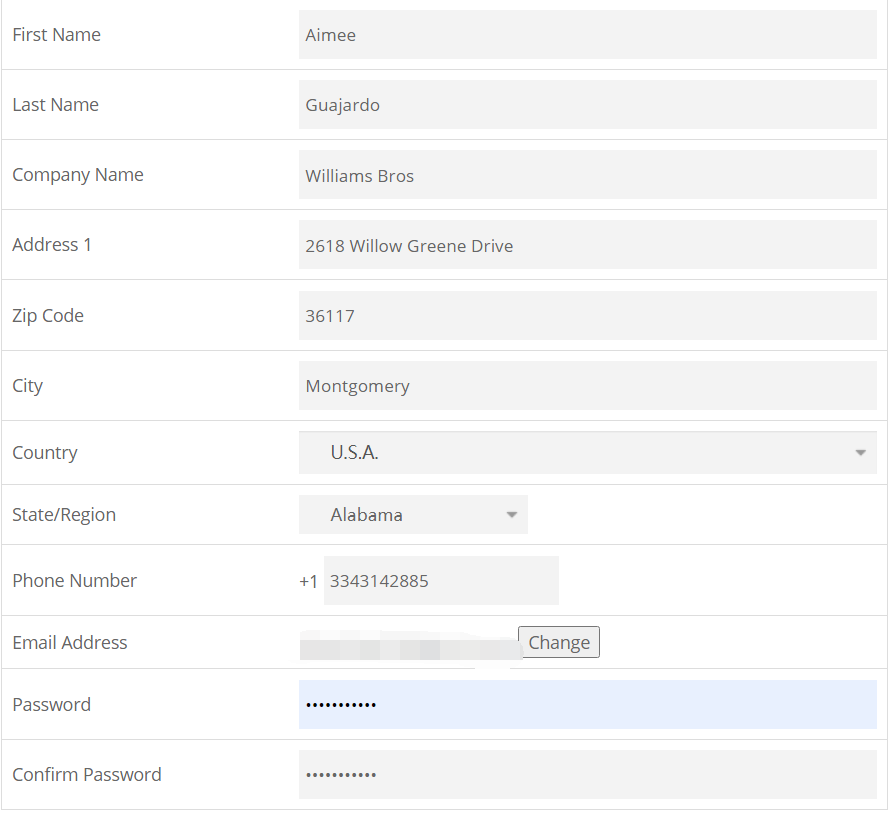 First Name Aimee
Last Name Guajardo
Company Name Williams Bros
Address 1 2618 Willow Greene Drive
Zip Code 36117
City Montgomery
Country U.S.A.
State/Region Alabama
Phone Number +1 3343142885
Email Address Change
Password •••••••••••
Confirm Password •••••••••••